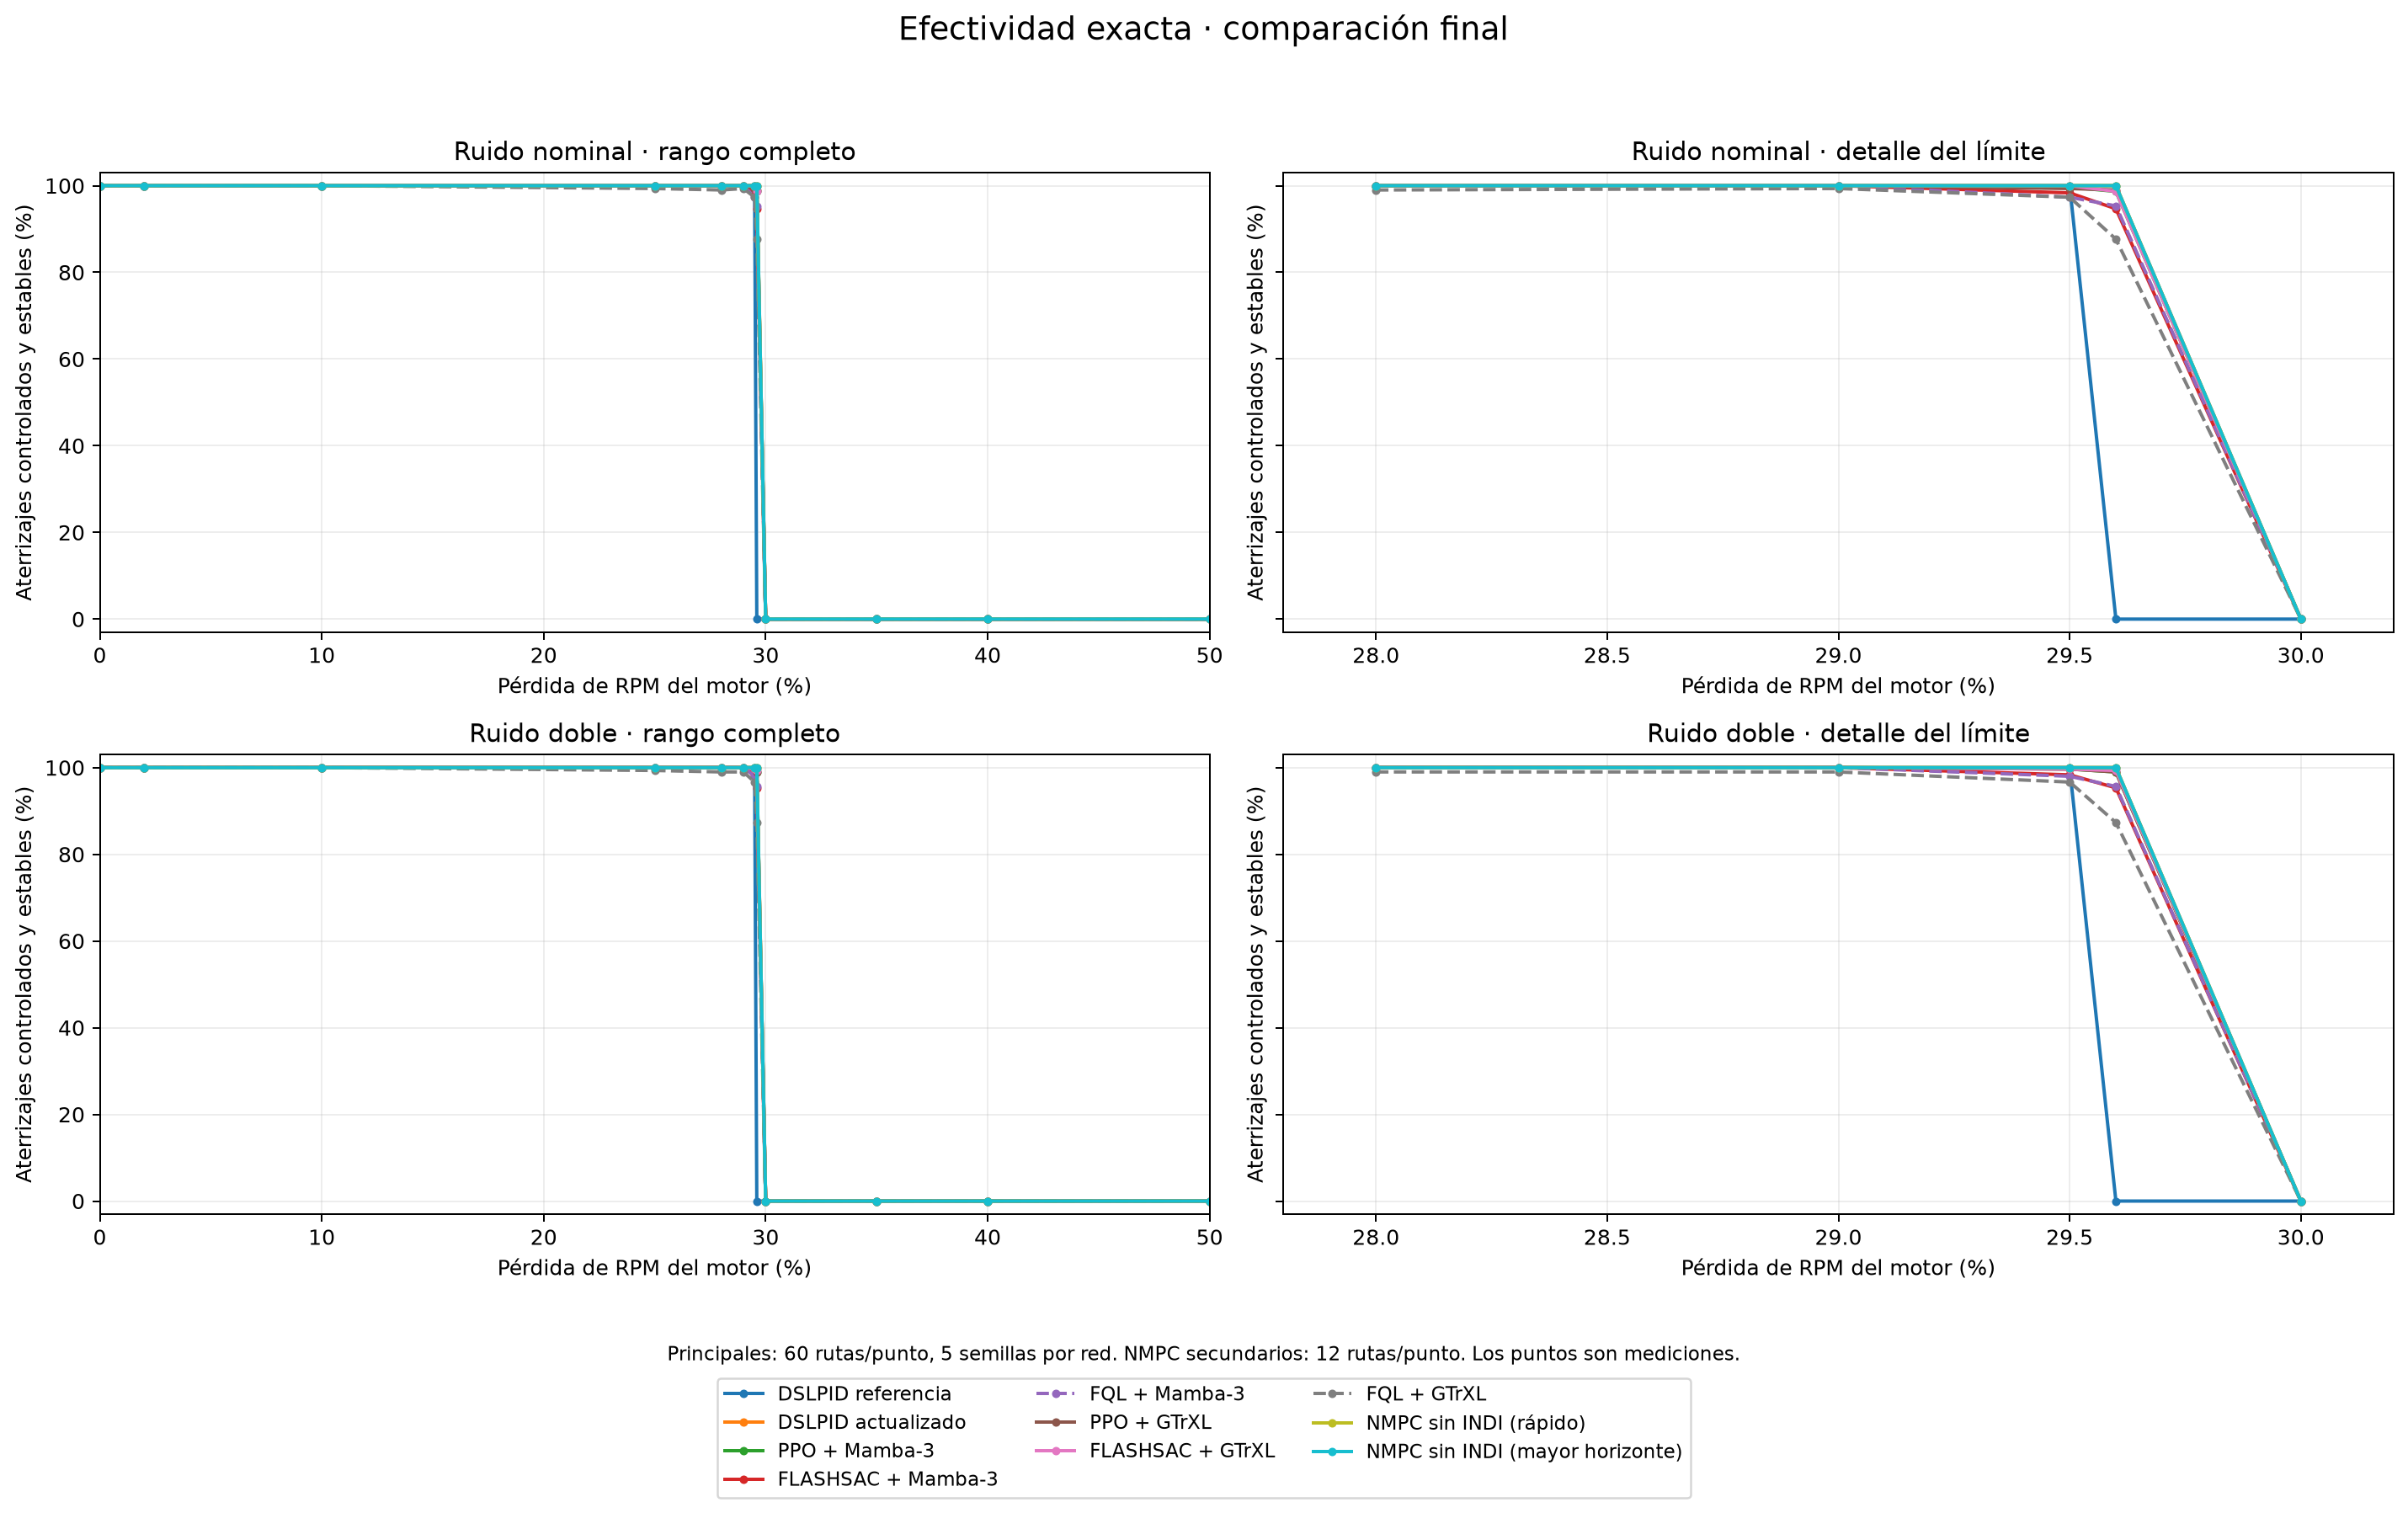 Efectividad exacta · comparación final
Ruido nominal · rango completo
Aterrizajes controlados y estables (%)
100
80
60
40
20
0
0 10 20 30 40 50
Pérdida de RPM del motor (%)
Ruido nominal · detalle del límite
Aterrizajes controlados y estables (%)
28.0 28.5 29.0 29.5 30.0
Pérdida de RPM del motor (%)
Ruido doble · rango completo
Aterrizajes controlados y estables (%)
100
80
60
40
20
0
0 10 20 30 40 50
Pérdida de RPM del motor (%)
Ruido doble · detalle del límite
Aterrizajes controlados y estables (%)
28.0 28.5 29.0 29.5 30.0
Pérdida de RPM del motor (%)
Principales: 60 rutas/punto, 5 semillas por red. NMPC secundarios: 12 rutas/punto. Los puntos son mediciones.
DSLPID referencia
DSLPID actualizado
PPO + Mamba-3
FLASHSAC + Mamba-3
FQL + Mamba-3
PPO + GTrXL
FLASHSAC + GTrXL
FQL + GTrXL
NMPC sin INDI (rápido)
NMPC sin INDI (mayor horizonte)